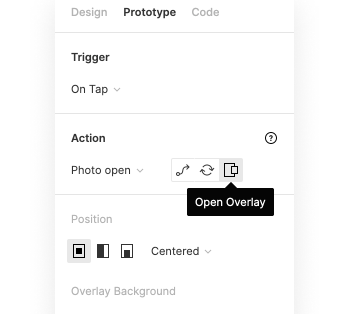 Design Prototype Code
Trigger
On Tap
Action
Photo open
Open Overlay
Position
Centered
Overlay Background